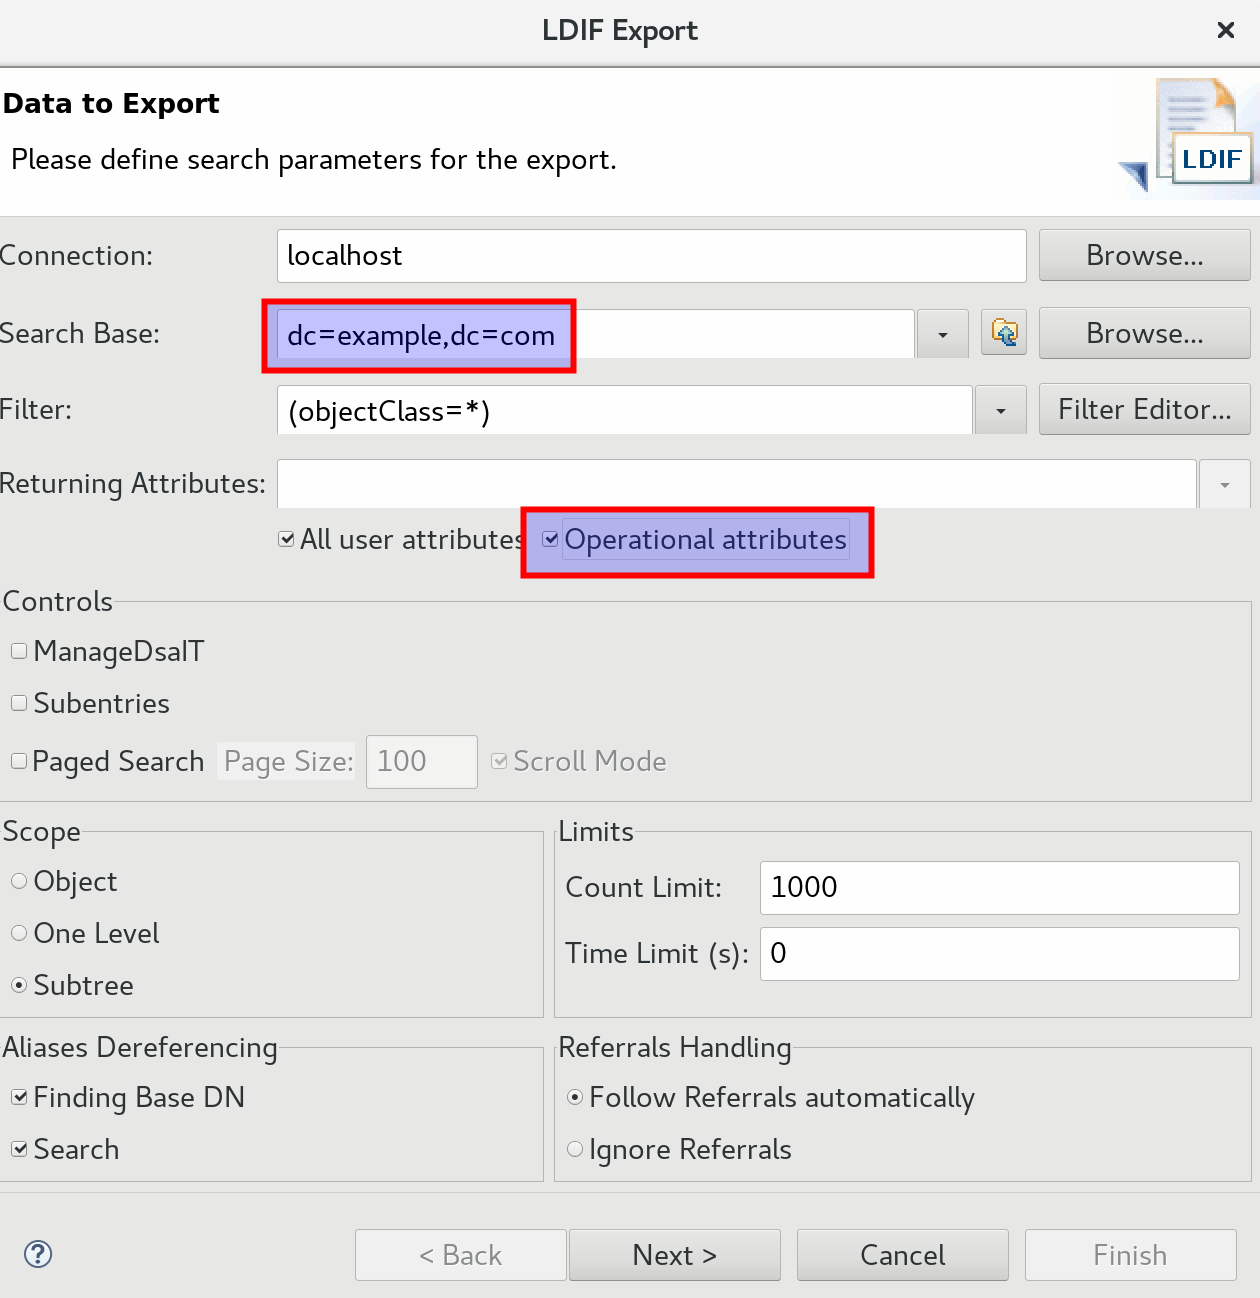 LDIF Export
Data to Export
Please define search parameters for the export.
LDIF
Connection: localhost Browse...
Search Base: dc=example,dc=com Browse...
Filter: (objectClass=*) Filter Editor...
Returning Attributes:
All user attributes Operational attributes
Controls
ManageDsaIT
Subentries
Paged Search Page Size: 100 Scroll Mode
Scope
Object
One Level
Subtree
Limits
Count Limit: 1000
Time Limit (s): 0
Aliases Dereferencing
Finding Base DN
Search
Referrals Handling
Follow Referrals automatically
Ignore Referrals
? < Back Next > Cancel Finish